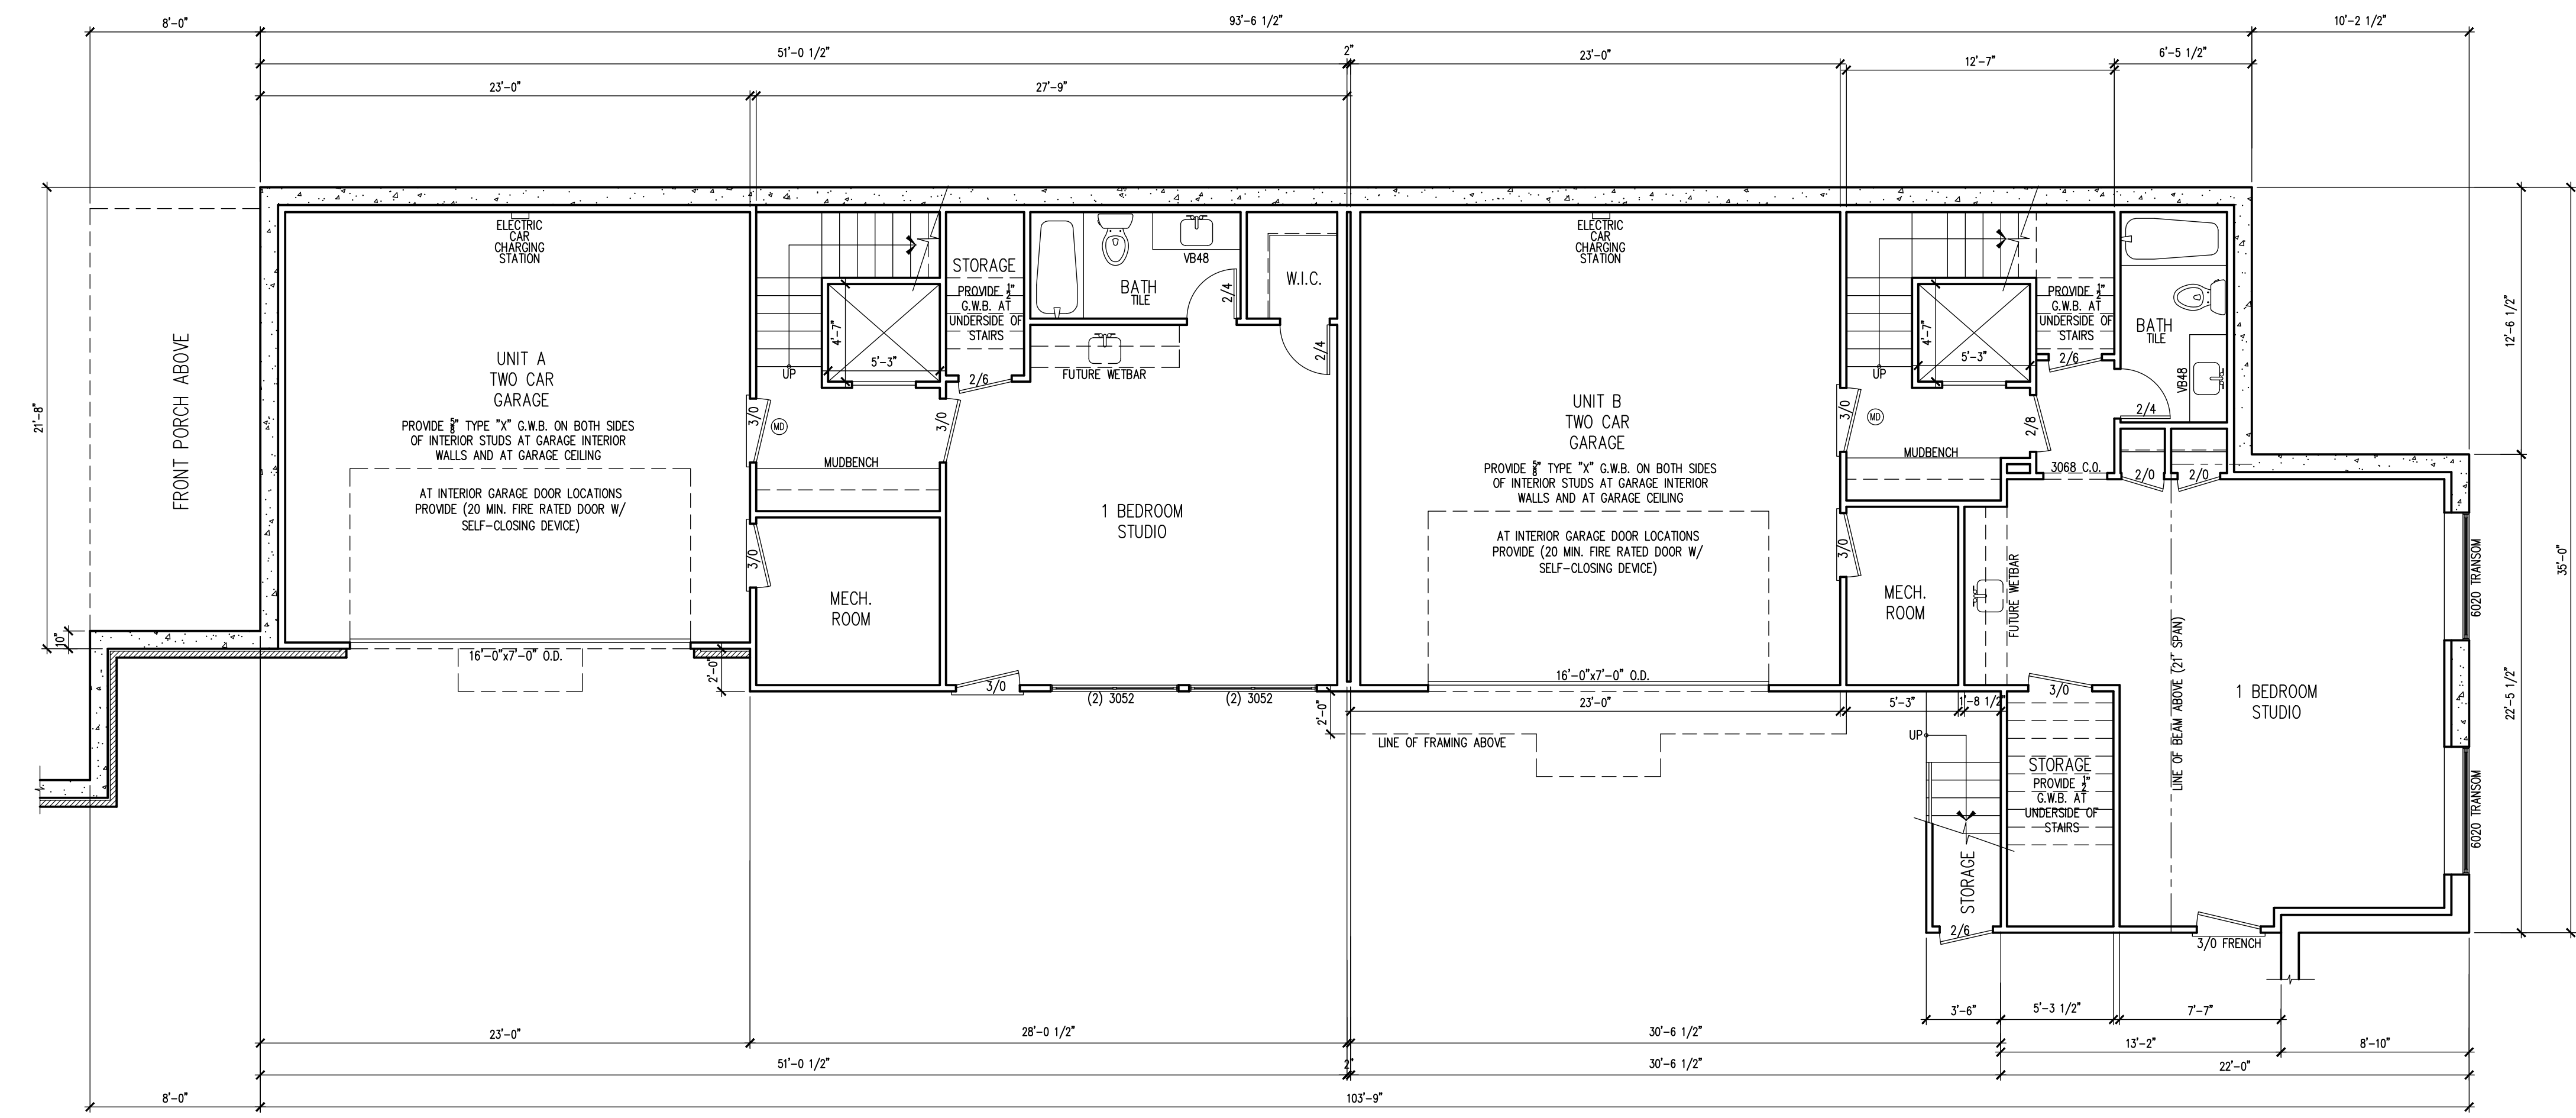 8'-0"
93'-6 1/2"
10'-2 1/2"
51'-0 1/2"
2"
23'-0"
12'-7"
6'-5 1/2"
23'-0"
27'-9"
21'-8"
10"
FRONT PORCH ABOVE
ELECTRIC
CAR
CHARGING
STATION
UNIT A
TWO CAR
GARAGE
PROVIDE 5/8" TYPE "X" G.W.B. ON BOTH SIDES
OF INTERIOR STUDS AT GARAGE INTERIOR
WALLS AND AT GARAGE CEILING
AT INTERIOR GARAGE DOOR LOCATIONS
PROVIDE (20 MIN. FIRE RATED DOOR W/
SELF-CLOSING DEVICE)
16'-0"x7'-0" O.D.
2'-0"
UP
4'-7"
5'-3"
3/0
MD
MUDBENCH
3/0
3/0
MECH.
ROOM
STORAGE
PROVIDE 1/2"
G.W.B. AT
UNDERSIDE OF
STAIRS
2/6
BATH
TILE
VB48
2/4
W.I.C.
2/4
FUTURE WETBAR
1 BEDROOM
STUDIO
3/0
(2) 3052
(2) 3052
2'-0"
ELECTRIC
CAR
CHARGING
STATION
UNIT B
TWO CAR
GARAGE
PROVIDE 5/8" TYPE "X" G.W.B. ON BOTH SIDES
OF INTERIOR STUDS AT GARAGE INTERIOR
WALLS AND AT GARAGE CEILING
AT INTERIOR GARAGE DOOR LOCATIONS
PROVIDE (20 MIN. FIRE RATED DOOR W/
SELF-CLOSING DEVICE)
16'-0"x7'-0" O.D.
23'-0"
5'-3"
1'-8 1/2"
LINE OF FRAMING ABOVE
UP
4'-7"
5'-3"
3/0
MD
MUDBENCH
2/8
3/0
MECH.
ROOM
PROVIDE 1/2"
G.W.B. AT
UNDERSIDE OF
STAIRS
2/6
BATH
TILE
VB48
2/4
3068 C.O.
2/0
2/0
FUTURE WETBAR
LINE OF BEAM ABOVE (21' SPAN)
6020 TRANSOM
6020 TRANSOM
1 BEDROOM
STUDIO
3/0
UP
STORAGE
PROVIDE 1/2"
G.W.B. AT
UNDERSIDE OF
STAIRS
STORAGE
2/6
3/0 FRENCH
12'-6 1/2"
22'-5 1/2"
35'-0"
3'-6"
5'-3 1/2"
7'-7"
23'-0"
28'-0 1/2"
30'-6 1/2"
13'-2"
8'-10"
51'-0 1/2"
2"
30'-6 1/2"
22'-0"
8'-0"
103'-9"